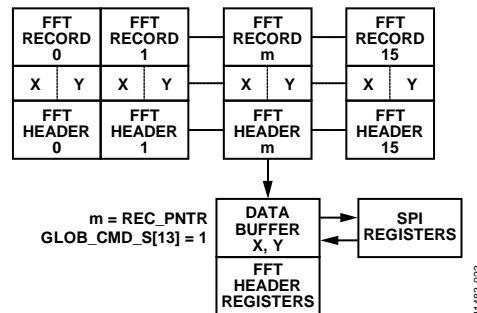 FFT RECORD 0
FFT RECORD 1
FFT RECORD m
FFT RECORD 15
X Y X Y X Y X Y
FFT HEADER 0
FFT HEADER 1
FFT HEADER m
FFT HEADER 15
m = REC_PNTR
GLOB_CMD_S[13] = 1
DATA BUFFER X, Y
SPI REGISTERS
FFT HEADER REGISTERS